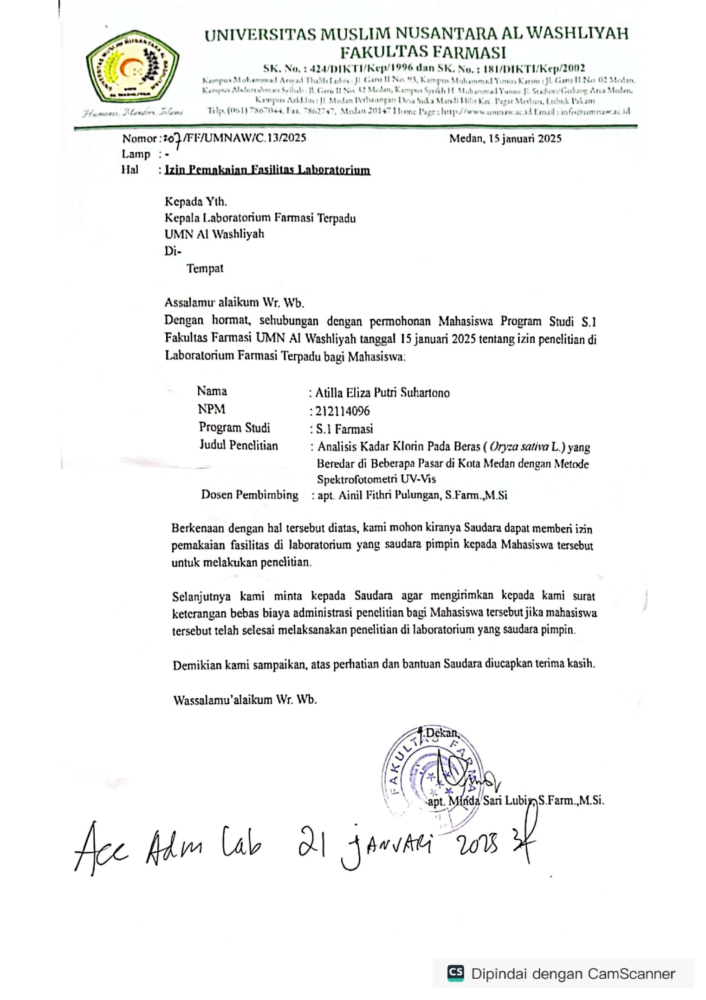 UNIVERSITAS MUSLIM NUSANTARA AL WASHLIYAH
FAKULTAS FARMASI
SK. No. : 424/DIKTI/Kep/1996 dan SK. No. : 181/DIKTI/Kep/2002
Kampus Muhammad Arsyad Thalib Lubis : Jl. Garu II No. 93, Kampus Muhammad Yunus Karim : Jl. Garu II No. 02 Medan,
Kampus Abdurrahman Syihab : Jl. Garu II No. 52 Medan, Kampus Syeikh H. Muhammad Yunus: Jl. Stadion/Gedung Arca Medan,
Kampus Aziddin : Jl. Medan Perbaungan Desa Suka Mandi Hilir Kec. Pagar Merbau, Lubuk Pakam
Humanis, Mandiri, Islami
Telp. (061) 7867044, Fax. 7862747, Medan 20147 Home Page : http://www.umnaw.ac.id Email : info@umnaw.ac.id
Nomor : 207/FF/UMNAW/C.13/2025 Medan, 15 januari 2025
Lamp : -
Hal : Izin Pemakaian Fasilitas Laboratorium
Kepada Yth.
Kepala Laboratorium Farmasi Terpadu
UMN Al Washliyah
Di-
Tempat
Assalamu' alaikum Wr. Wb.
Dengan hormat, sehubungan dengan permohonan Mahasiswa Program Studi S.1
Fakultas Farmasi UMN Al Washliyah tanggal 15 januari 2025 tentang izin penelitian di
Laboratorium Farmasi Terpadu bagi Mahasiswa:
Nama : Atilla Eliza Putri Suhartono
NPM : 212114096
Program Studi : S.1 Farmasi
Judul Penelitian : Analisis Kadar Klorin Pada Beras ( Oryza sativa L.) yang
Beredar di Beberapa Pasar di Kota Medan dengan Metode
Spektrofotometri UV-Vis
Dosen Pembimbing : apt. Ainil Fithri Pulungan, S.Farm.,M.Si
Berkenaan dengan hal tersebut diatas, kami mohon kiranya Saudara dapat memberi izin
pemakaian fasilitas di laboratorium yang saudara pimpin kepada Mahasiswa tersebut
untuk melakukan penelitian.
Selanjutnya kami minta kepada Saudara agar mengirimkan kepada kami surat
keterangan bebas biaya administrasi penelitian bagi Mahasiswa tersebut jika mahasiswa
tersebut telah selesai melaksanakan penelitian di laboratorium yang saudara pimpin.
Demikian kami sampaikan, atas perhatian dan bantuan Saudara diucapkan terima kasih.
Wassalamu'alaikum Wr. Wb.
Dekan,
FAKULTAS FARMA
apt. Minda Sari Lubis, S.Farm.,M.Si.
Acc Adm Lab 21 JANUARI 2025
CS Dipindai dengan CamScanner